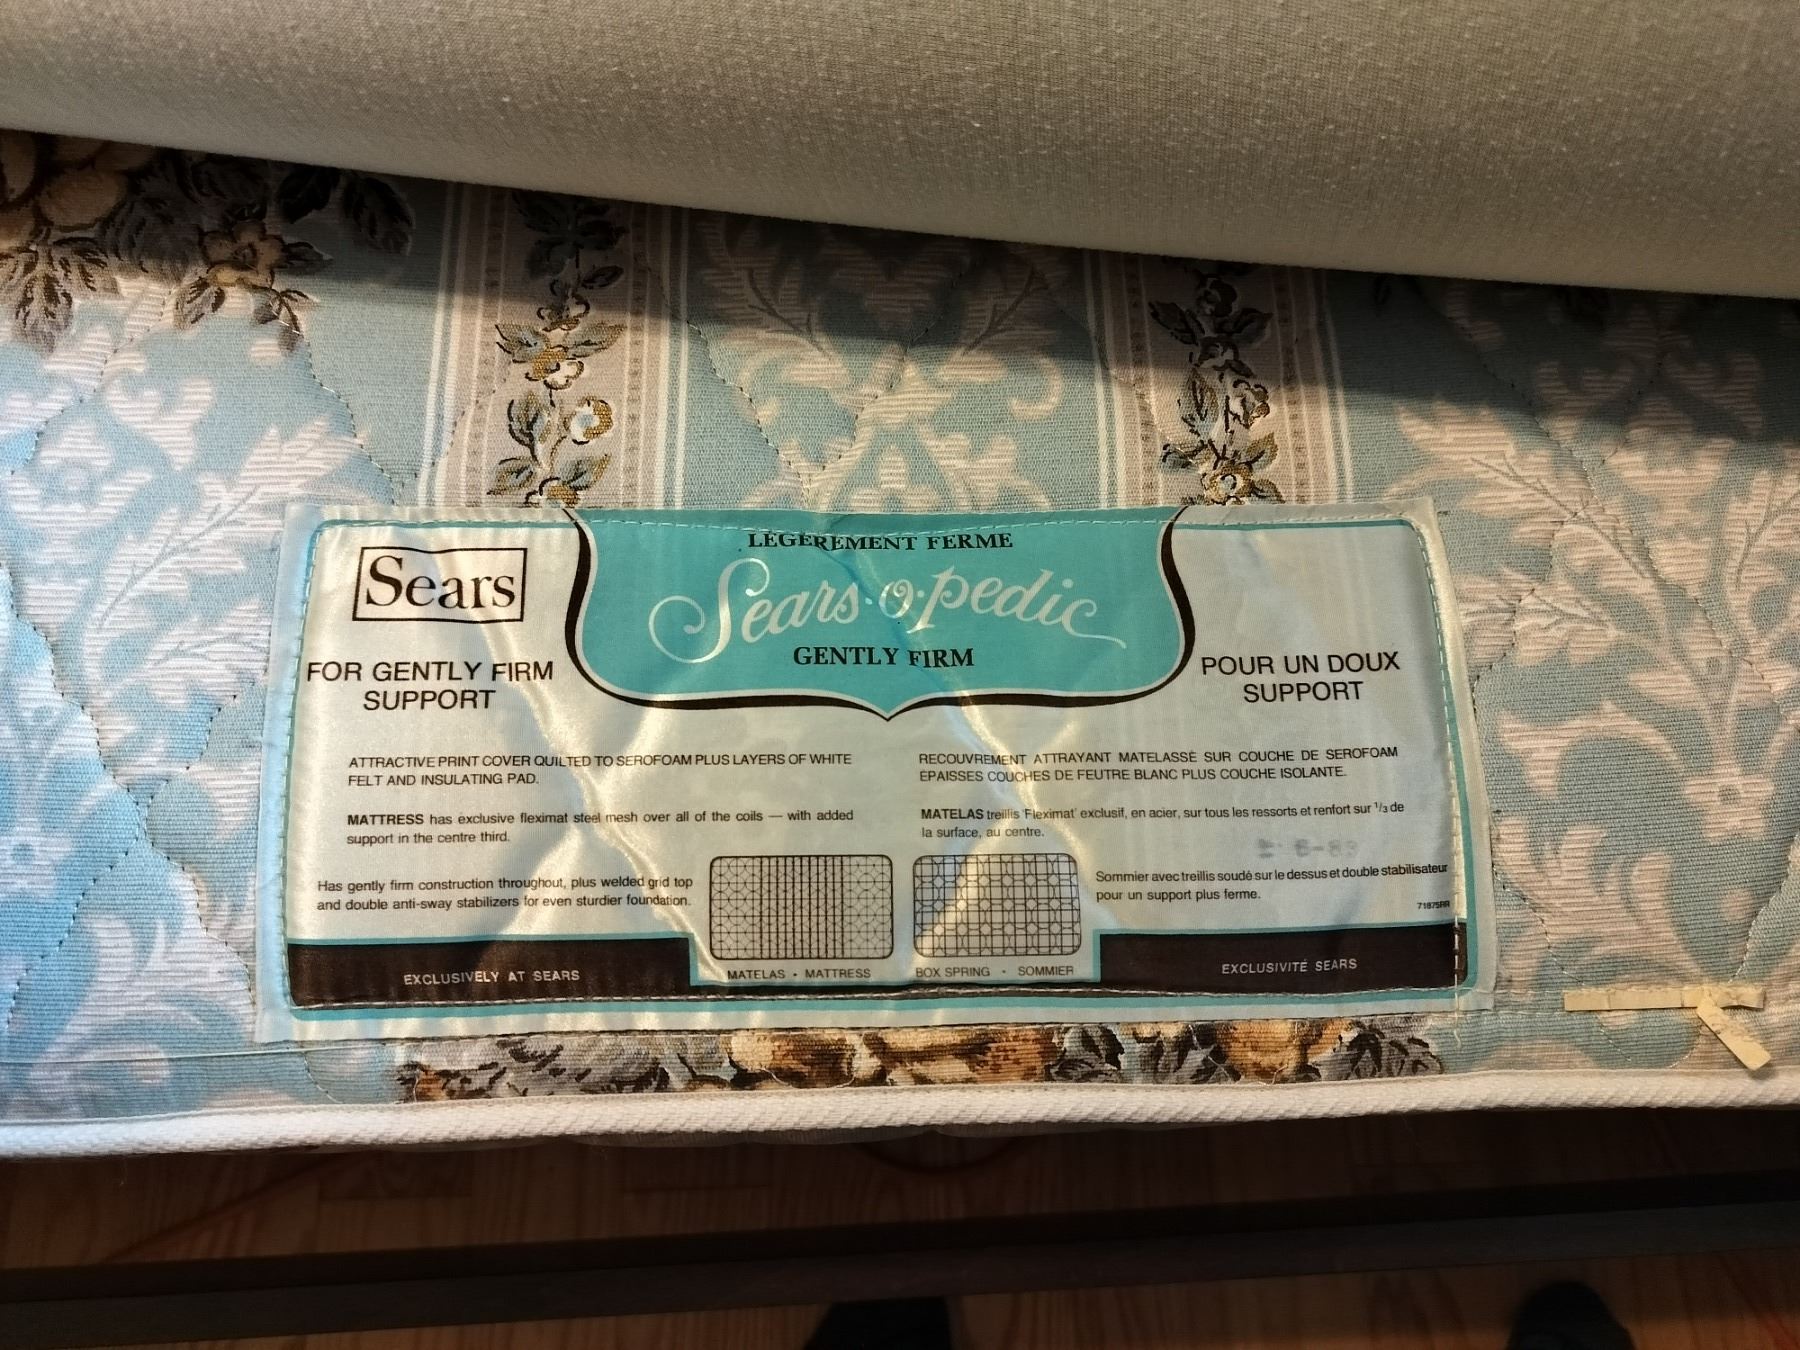 LÉGÈREMENT FERME
Sears·o·pedic
GENTLY FIRM
Sears
FOR GENTLY FIRM
SUPPORT
ATTRACTIVE PRINT COVER QUILTED TO SEROFOAM PLUS LAYERS OF WHITE
FELT AND INSULATING PAD.
MATTRESS has exclusive fleximat steel mesh over all of the coils — with added
support in the centre third.
Has gently firm construction throughout, plus welded grid top
and double anti-sway stabilizers for even sturdier foundation.
EXCLUSIVELY AT SEARS
MATELAS · MATTRESS
POUR UN DOUX
SUPPORT
RECOUVREMENT ATTRAYANT MATELASSÉ SUR COUCHE DE SEROFOAM
ÉPAISSES COUCHES DE FEUTRE BLANC PLUS COUCHE ISOLANTE.
MATELAS treillis 'Fleximat' exclusif, en acier, sur tous les ressorts et renfort sur 1/3 de
la surface, au centre.
Sommier avec treillis soudé sur le dessus et double stabilisateur
pour un support plus ferme.
71875RR
BOX SPRING · SOMMIER
EXCLUSIVITÉ SEARS